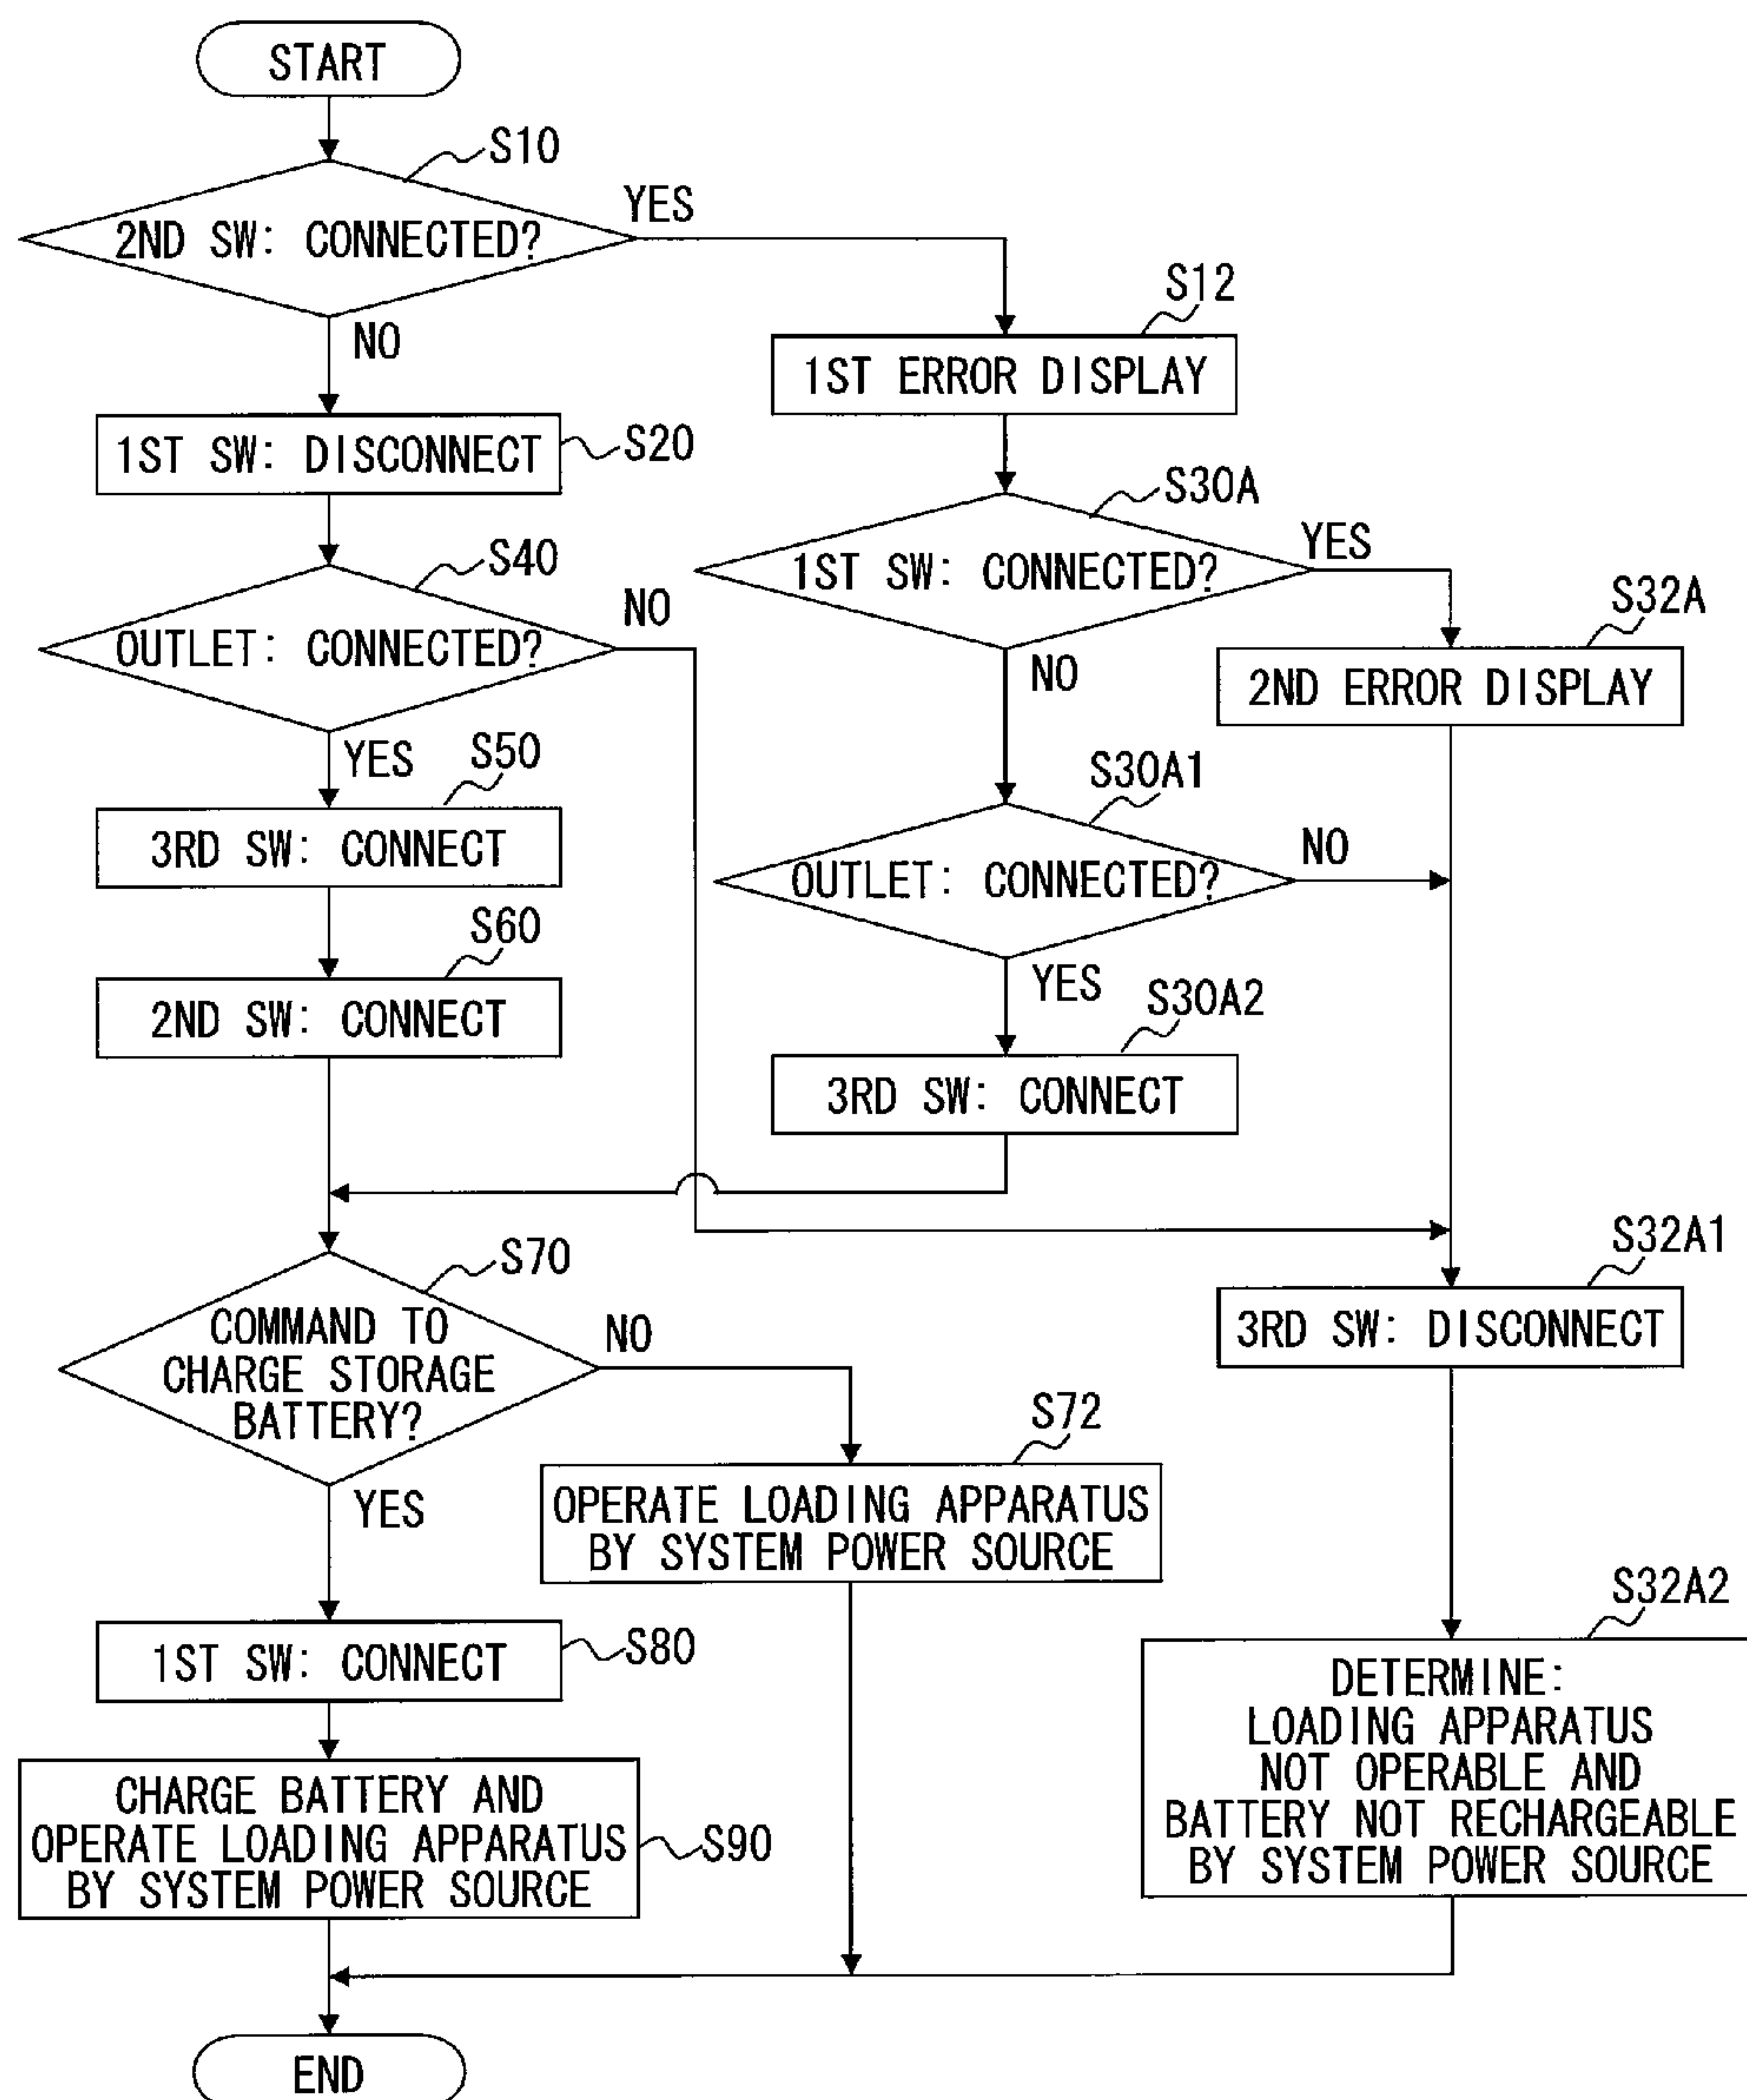 START
S10
2ND SW: CONNECTED?
YES
NO
S12
1ST ERROR DISPLAY
1ST SW: DISCONNECT
S20
S30A
1ST SW: CONNECTED?
YES
NO
S40
OUTLET: CONNECTED?
NO
YES
S32A
2ND ERROR DISPLAY
S50
3RD SW: CONNECT
S30A1
OUTLET: CONNECTED?
NO
YES
S60
2ND SW: CONNECT
S30A2
3RD SW: CONNECT
S70
COMMAND TO
CHARGE STORAGE
BATTERY?
NO
YES
S32A1
3RD SW: DISCONNECT
S72
OPERATE LOADING APPARATUS
BY SYSTEM POWER SOURCE
1ST SW: CONNECT
S80
S32A2
DETERMINE:
LOADING APPARATUS
NOT OPERABLE AND
BATTERY NOT RECHARGEABLE
BY SYSTEM POWER SOURCE
CHARGE BATTERY AND
OPERATE LOADING APPARATUS
BY SYSTEM POWER SOURCE
S90
END